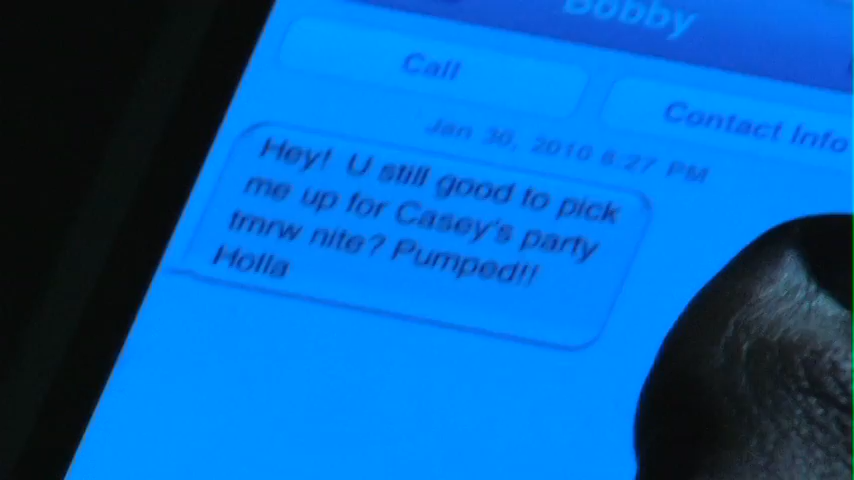 Bobby
Call
Contact Info
Jan 30, 2010 6:27 PM
Hey! U still good to pick
me up for Casey's party
tmrw nite? Pumped!!
Holla